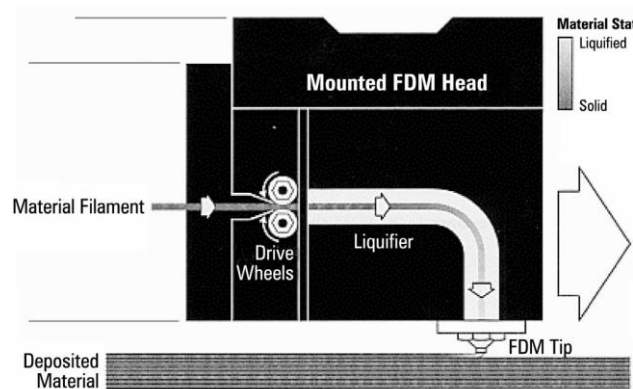 Material Stat
Liquified
Solid
Mounted FDM Head
Material Filament
Drive
Wheels
Liquifier
FDM Tip
Deposited
Material